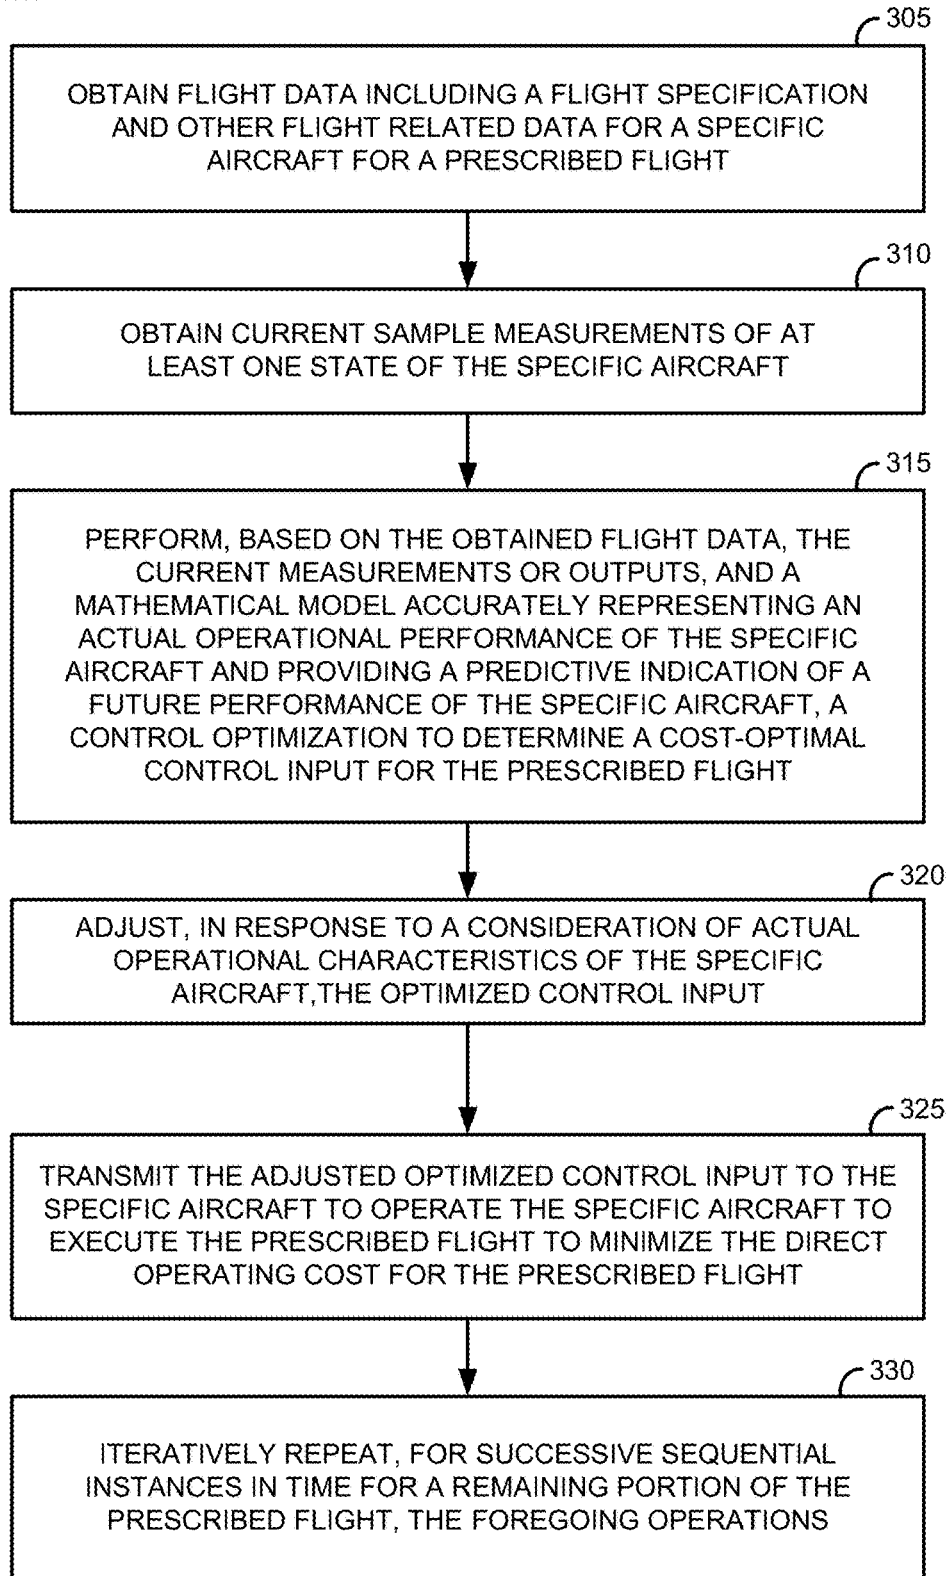 305
OBTAIN FLIGHT DATA INCLUDING A FLIGHT SPECIFICATION
AND OTHER FLIGHT RELATED DATA FOR A SPECIFIC
AIRCRAFT FOR A PRESCRIBED FLIGHT
310
OBTAIN CURRENT SAMPLE MEASUREMENTS OF AT
LEAST ONE STATE OF THE SPECIFIC AIRCRAFT
315
PERFORM, BASED ON THE OBTAINED FLIGHT DATA, THE
CURRENT MEASUREMENTS OR OUTPUTS, AND A
MATHEMATICAL MODEL ACCURATELY REPRESENTING AN
ACTUAL OPERATIONAL PERFORMANCE OF THE SPECIFIC
AIRCRAFT AND PROVIDING A PREDICTIVE INDICATION OF A
FUTURE PERFORMANCE OF THE SPECIFIC AIRCRAFT, A
CONTROL OPTIMIZATION TO DETERMINE A COST-OPTIMAL
CONTROL INPUT FOR THE PRESCRIBED FLIGHT
320
ADJUST, IN RESPONSE TO A CONSIDERATION OF ACTUAL
OPERATIONAL CHARACTERISTICS OF THE SPECIFIC
AIRCRAFT,THE OPTIMIZED CONTROL INPUT
325
TRANSMIT THE ADJUSTED OPTIMIZED CONTROL INPUT TO THE
SPECIFIC AIRCRAFT TO OPERATE THE SPECIFIC AIRCRAFT TO
EXECUTE THE PRESCRIBED FLIGHT TO MINIMIZE THE DIRECT
OPERATING COST FOR THE PRESCRIBED FLIGHT
330
ITERATIVELY REPEAT, FOR SUCCESSIVE SEQUENTIAL
INSTANCES IN TIME FOR A REMAINING PORTION OF THE
PRESCRIBED FLIGHT, THE FOREGOING OPERATIONS